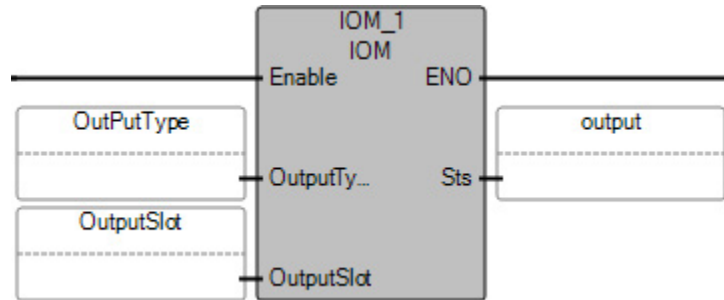 IOM_1
IOM
Enable ENO
OutPutType output
OutputTy... Sts
OutputSlot
OutputSlot